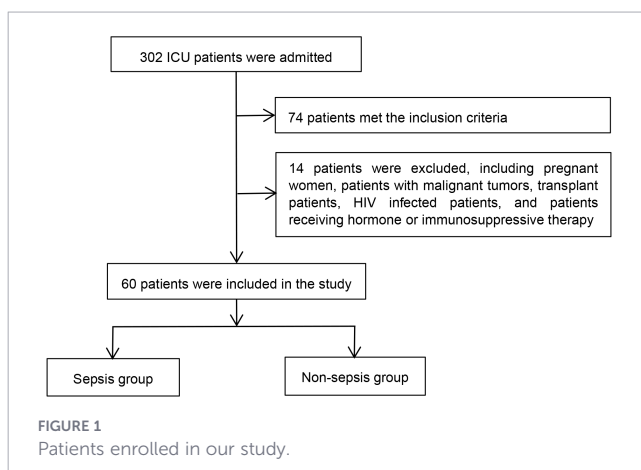 302 ICU patients were admitted
74 patients met the inclusion criteria
14 patients were excluded, including pregnant
women, patients with malignant tumors, transplant
patients, HIV infected patients, and patients
receiving hormone or immunosuppressive therapy
60 patients were included in the study
Sepsis group
Non-sepsis group
FIGURE 1
Patients enrolled in our study.